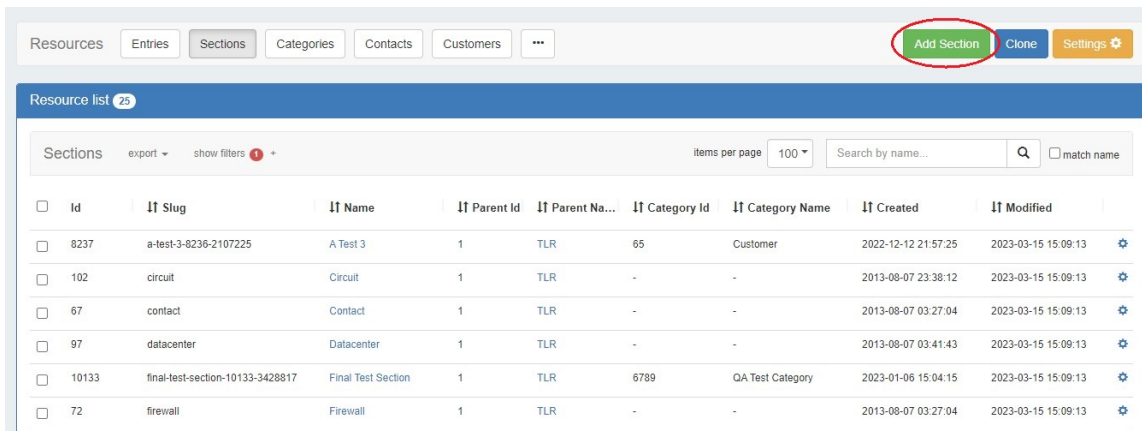 Resources Entries Sections Categories Contacts Customers ••• Add Section Clone Settings
Resource list 25
Sections export show filters 1 + items per page 100 Search by name... match name
Id Slug Name Parent Id Parent Na... Category Id Category Name Created Modified
8237 a-test-3-8236-2107225 A Test 3 1 TLR 65 Customer 2022-12-12 21:57:25 2023-03-15 15:09:13
102 circuit Circuit 1 TLR - - 2013-08-07 23:38:12 2023-03-15 15:09:13
67 contact Contact 1 TLR - - 2013-08-07 03:27:04 2023-03-15 15:09:13
97 datacenter Datacenter 1 TLR - - 2013-08-07 03:41:43 2023-03-15 15:09:13
10133 final-test-section-10133-3428817 Final Test Section 1 TLR 6789 QA Test Category 2023-01-06 15:04:15 2023-03-15 15:09:13
72 firewall Firewall 1 TLR - - 2013-08-07 03:27:04 2023-03-15 15:09:13